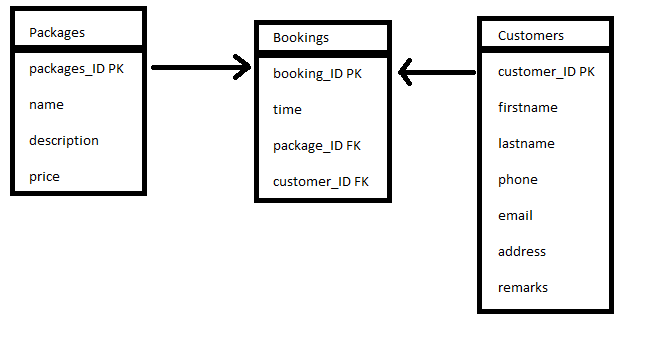 Packages
packages_ID PK
name
description
price
Bookings
booking_ID PK
time
package_ID FK
customer_ID FK
Customers
customer_ID PK
firstname
lastname
phone
email
address
remarks